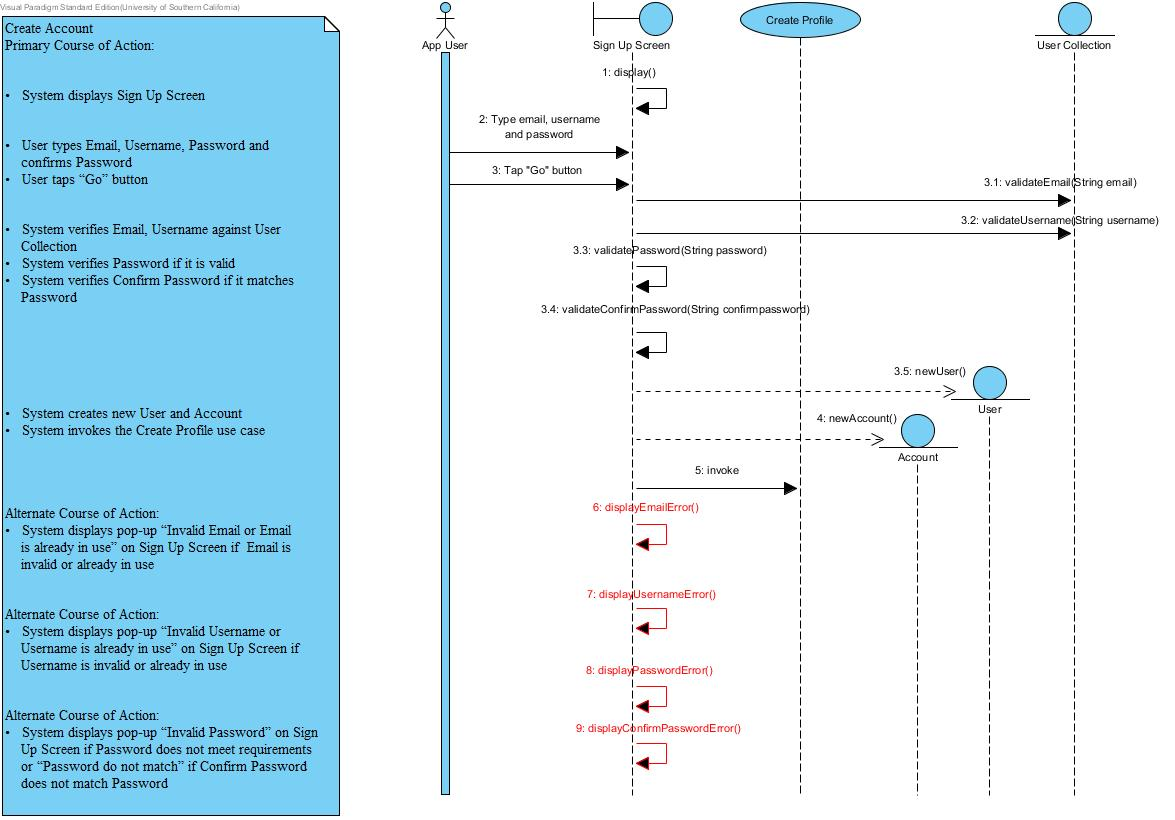 Visual Paradigm Standard Edition(University of Southern California)
Create Account
Primary Course of Action:
• System displays Sign Up Screen
• User types Email, Username, Password and
confirms Password
• User taps “Go” button
• System verifies Email, Username against User
Collection
• System verifies Password if it is valid
• System verifies Confirm Password if it matches
Password
• System creates new User and Account
• System invokes the Create Profile use case
Alternate Course of Action:
• System displays pop-up “Invalid Email or Email
is already in use” on Sign Up Screen if Email is
invalid or already in use
Alternate Course of Action:
• System displays pop-up “Invalid Username or
Username is already in use” on Sign Up Screen if
Username is invalid or already in use
Alternate Course of Action:
• System displays pop-up “Invalid Password” on Sign
Up Screen if Password does not meet requirements
or “Password do not match” if Confirm Password
does not match Password
App User
Sign Up Screen
Create Profile
User Collection
1: display()
2: Type email, username
and password
3: Tap "Go" button
3.1: validateEmail(String email)
3.2: validateUsername(String username)
3.3: validatePassword(String password)
3.4: validateConfirmPassword(String confirmpassword)
3.5: newUser()
User
4: newAccount()
Account
5: invoke
6: displayEmailError()
7: displayUsernameError()
8: displayPasswordError()
9: displayConfirmPasswordError()